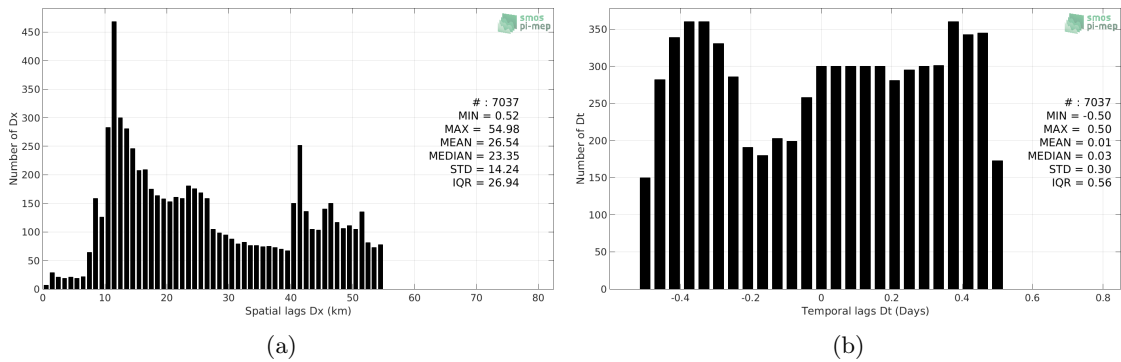 smos
pi-mep
450
400
350
300
250
200
150
100
50
0
Number of Dx
# : 7037
MIN = 0.52
MAX = 54.98
MEAN = 26.54
MEDIAN = 23.35
STD = 14.24
IQR = 26.94
0 10 20 30 40 50 60 70 80
Spatial lags Dx (km)
(a)
smos
pi-mep
350
300
250
200
150
100
50
0
Number of Dt
# : 7037
MIN = -0.50
MAX = 0.50
MEAN = 0.01
MEDIAN = 0.03
STD = 0.30
IQR = 0.56
-0.4 -0.2 0 0.2 0.4 0.6 0.8
Temporal lags Dt (Days)
(b)